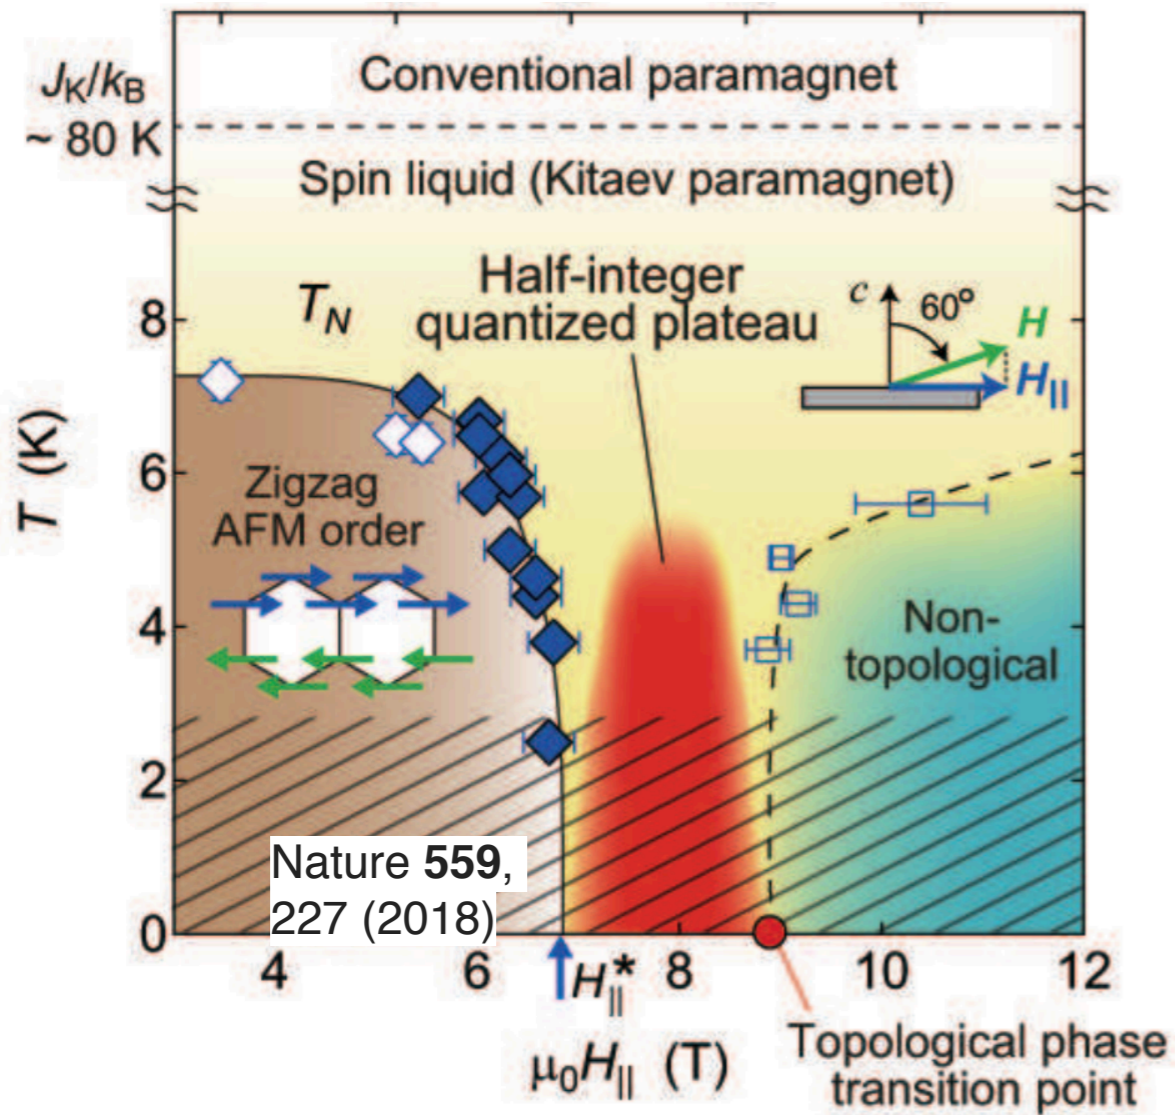 Conventional paramagnet
J_K/k_B
~ 80 K
Spin liquid (Kitaev paramagnet)
Half-integer
quantized plateau
T_N
c
60°
H
H_||
8
6
4
2
0
T (K)
Zigzag
AFM order
Non-
topological
Nature 559,
227 (2018)
4
6
8
10
12
H_||*
μ₀H_|| (T)
Topological phase
transition point